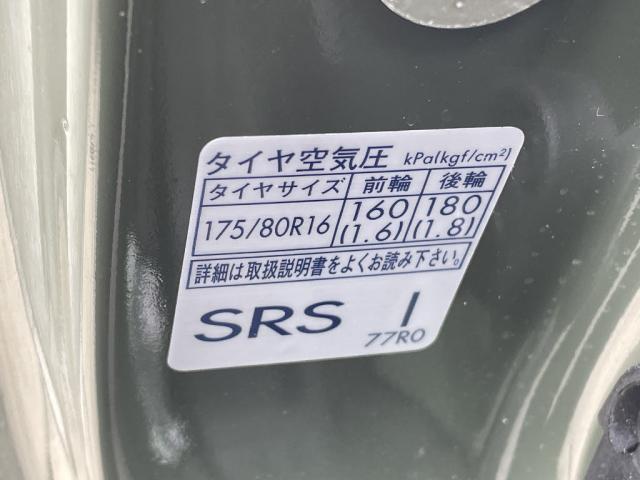 タイヤ空気圧 kPa(kgf/cm²)
タイヤサイズ 前輪 後輪
175/80R16 160 180
(1.6) (1.8)
詳細は取扱説明書をよくお読み下さい。
SRS I
77R0